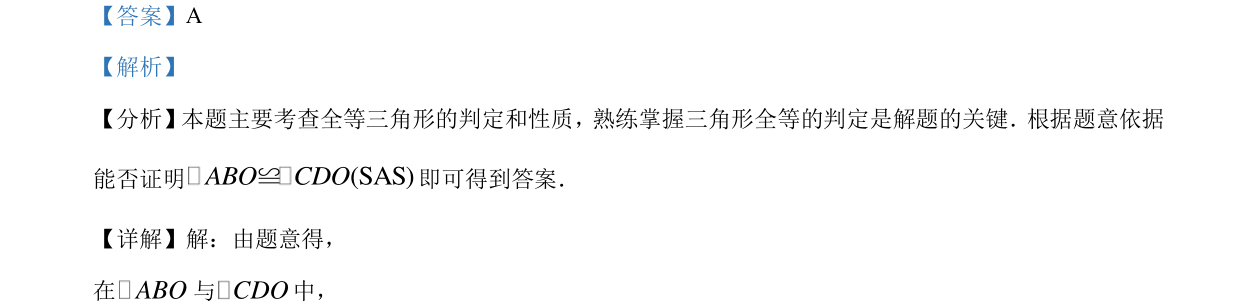 【答案】A
【解析】
【分析】本题主要考查全等三角形的判定和性质，熟练掌握三角形全等的判定是解题的关键．根据题意依据
能否证明□ABO≌□CDO(SAS)即可得到答案．
【详解】解：由题意得，
在□ABO与□CDO中，